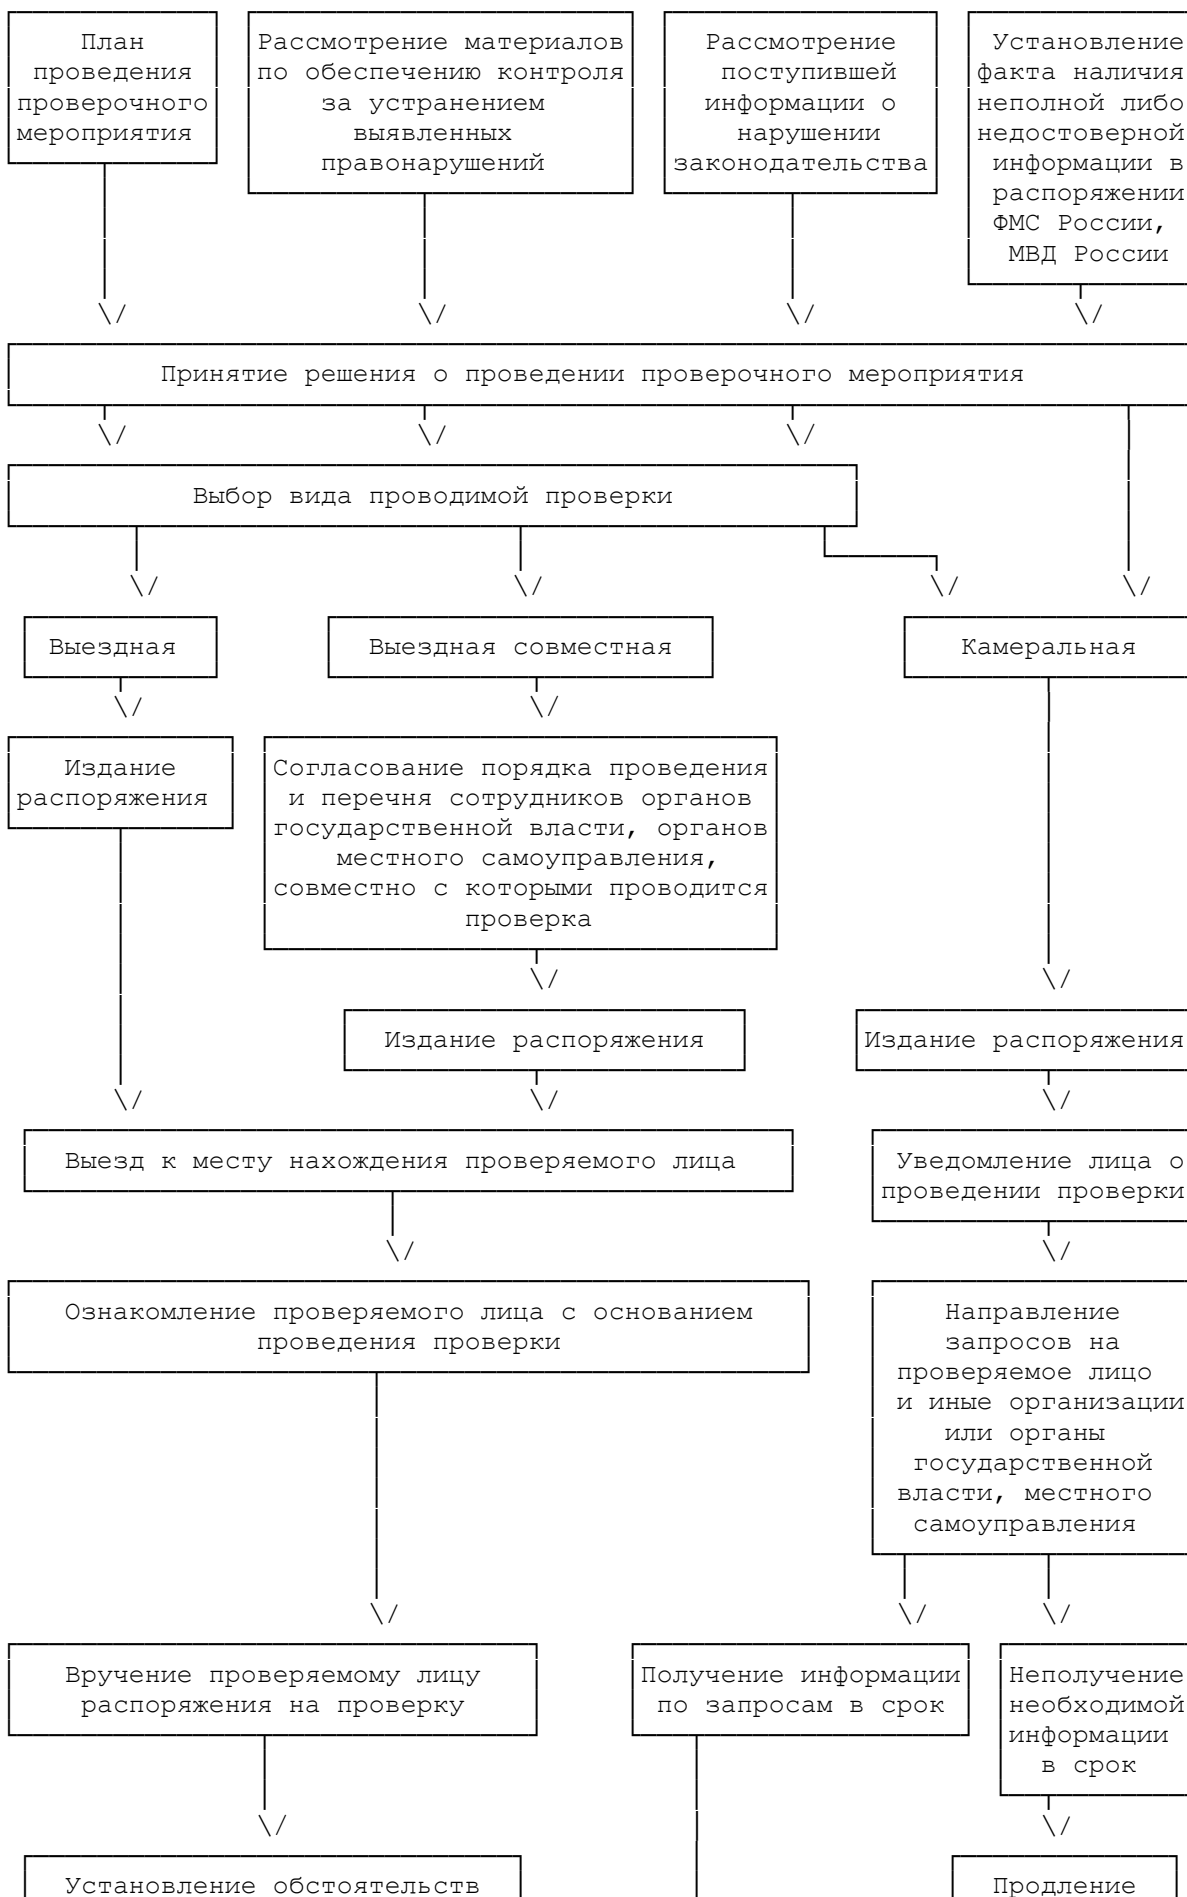 План
проведения
проверочного
мероприятия
Рассмотрение материалов
по обеспечению контроля
за устранением
выявленных
правонарушений
Рассмотрение
поступившей
информации о
нарушении
законодательства
Установление
факта наличия
неполной либо
недостоверной
информации в
распоряжении
ФМС России,
МВД России
Принятие решения о проведении проверочного мероприятия
Выбор вида проводимой проверки
Выездная
Выездная совместная
Камеральная
Издание
распоряжения
Согласование порядка проведения
и перечня сотрудников органов
государственной власти, органов
местного самоуправления,
совместно с которыми проводится
проверка
Издание распоряжения
Издание распоряжения
Выезд к месту нахождения проверяемого лица
Уведомление лица о
проведении проверки
Ознакомление проверяемого лица с основанием
проведения проверки
Направление
запросов на
проверяемое лицо
и иные организации
или органы
государственной
власти, местного
самоуправления
Вручение проверяемому лицу
распоряжения на проверку
Получение информации
по запросам в срок
Неполучение
необходимой
информации
в срок
Установление обстоятельств
Продление